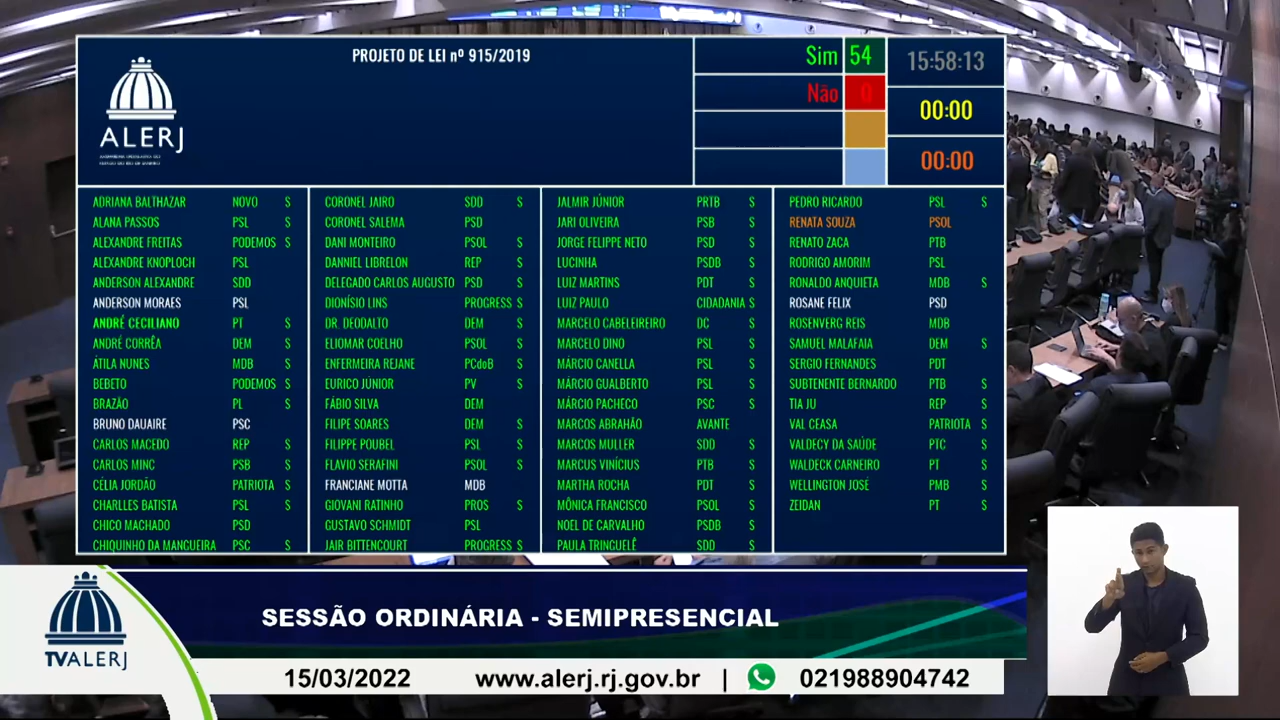 PROJETO DE LEI nº 915/2019
ALERJ
Sim 54
Não 0
15:58:13
00:00
00:00
ADRIANA BALTHAZAR NOVO S
ALANA PASSOS PSL S
ALEXANDRE FREITAS PODEMOS S
ALEXANDRE KNOPLOCH PSL
ANDERSON ALEXANDRE SDD
ANDERSON MORAES PSL
ANDRÉ CECILIANO PT S
ANDRÉ CORRÊA DEM S
ÁTILA NUNES MDB S
BEBETO PODEMOS S
BRAZÃO PL S
BRUNO DAUAIRE PSC
CARLOS MACEDO REP S
CARLOS MINC PSB S
CÉLIA JORDÃO PATRIOTA S
CHARLLES BATISTA PSL S
CHICO MACHADO PSD
CHIQUINHO DA MANGUEIRA PSC S
CORONEL JAIRO SDD S
CORONEL SALEMA PSD
DANI MONTEIRO PSOL S
DANNIEL LIBRELON REP S
DELEGADO CARLOS AUGUSTO PSD S
DIONÍSIO LINS PROGRESS S
DR. DEODALTO DEM S
ELIOMAR COELHO PSOL S
ENFERMEIRA REJANE PCdoB S
EURICO JÚNIOR PV S
FÁBIO SILVA DEM
FILIPE SOARES DEM S
FILIPPE POUBEL PSL S
FLAVIO SERAFINI PSOL S
FRANCIANE MOTTA MDB
GIOVANI RATINHO PROS S
GUSTAVO SCHMIDT PSL
JAIR BITTENCOURT PROGRESS S
JALMIR JÚNIOR PRTB S
JARI OLIVEIRA PSB S
JORGE FELIPPE NETO PSD S
LUCINHA PSDB S
LUIZ MARTINS PDT S
LUIZ PAULO CIDADANIA S
MARCELO CABELEIREIRO DC S
MARCELO DINO PSL S
MÁRCIO CANELLA PSL S
MÁRCIO GUALBERTO PSL S
MÁRCIO PACHECO PSC S
MARCOS ABRAHÃO AVANTE
MARCOS MULLER SDD S
MARCUS VINÍCIUS PTB S
MARTHA ROCHA PDT S
MÔNICA FRANCISCO PSOL S
NOEL DE CARVALHO PSDB S
PAULA TRINGUELÊ SDD S
PEDRO RICARDO PSL S
RENATA SOUZA PSOL
RENATO ZACA PTB
RODRIGO AMORIM PSL
RONALDO ANQUIETA MDB S
ROSANE FELIX PSD
ROSENVERG REIS MDB
SAMUEL MALAFAIA DEM S
SERGIO FERNANDES PDT
SUBTENENTE BERNARDO PTB S
TIA JU REP S
VAL CEASA PATRIOTA S
VALDECY DA SAÚDE PTC S
WALDECK CARNEIRO PT S
WELLINGTON JOSÉ PMB S
ZEIDAN PT S
SESSÃO ORDINÁRIA - SEMIPRESENCIAL
TVALERJ
15/03/2022 www.alerj.rj.gov.br | 021988904742